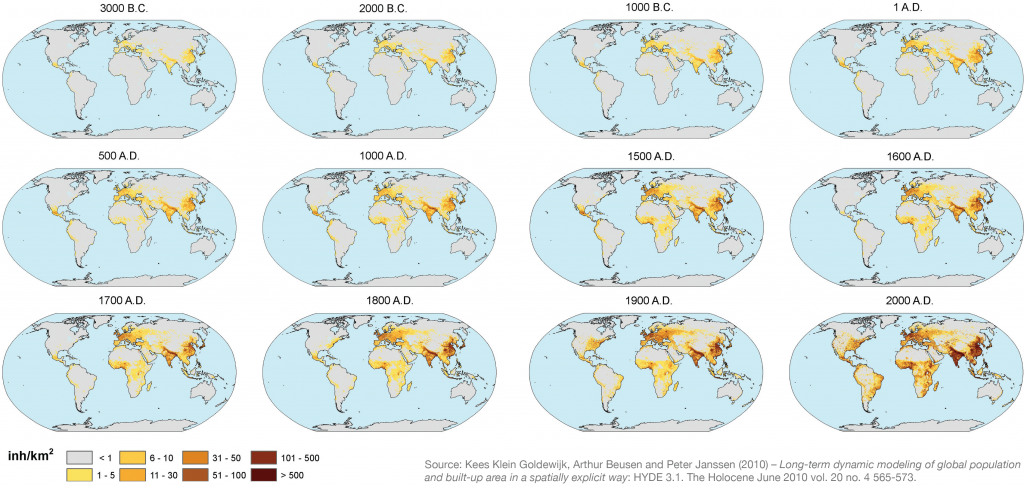 3000 B.C.
2000 B.C.
1000 B.C.
1 A.D.
500 A.D.
1000 A.D.
1500 A.D.
1600 A.D.
1700 A.D.
1800 A.D.
1900 A.D.
2000 A.D.
inh/km²
< 1
6 - 10
31 - 50
101 - 500
1 - 5
11 - 30
51 - 100
> 500
Source: Kees Klein Goldewijk, Arthur Beusen and Peter Janssen (2010) – Long-term dynamic modeling of global population
and built-up area in a spatially explicit way: HYDE 3.1. The Holocene June 2010 vol. 20 no. 4 565-573.